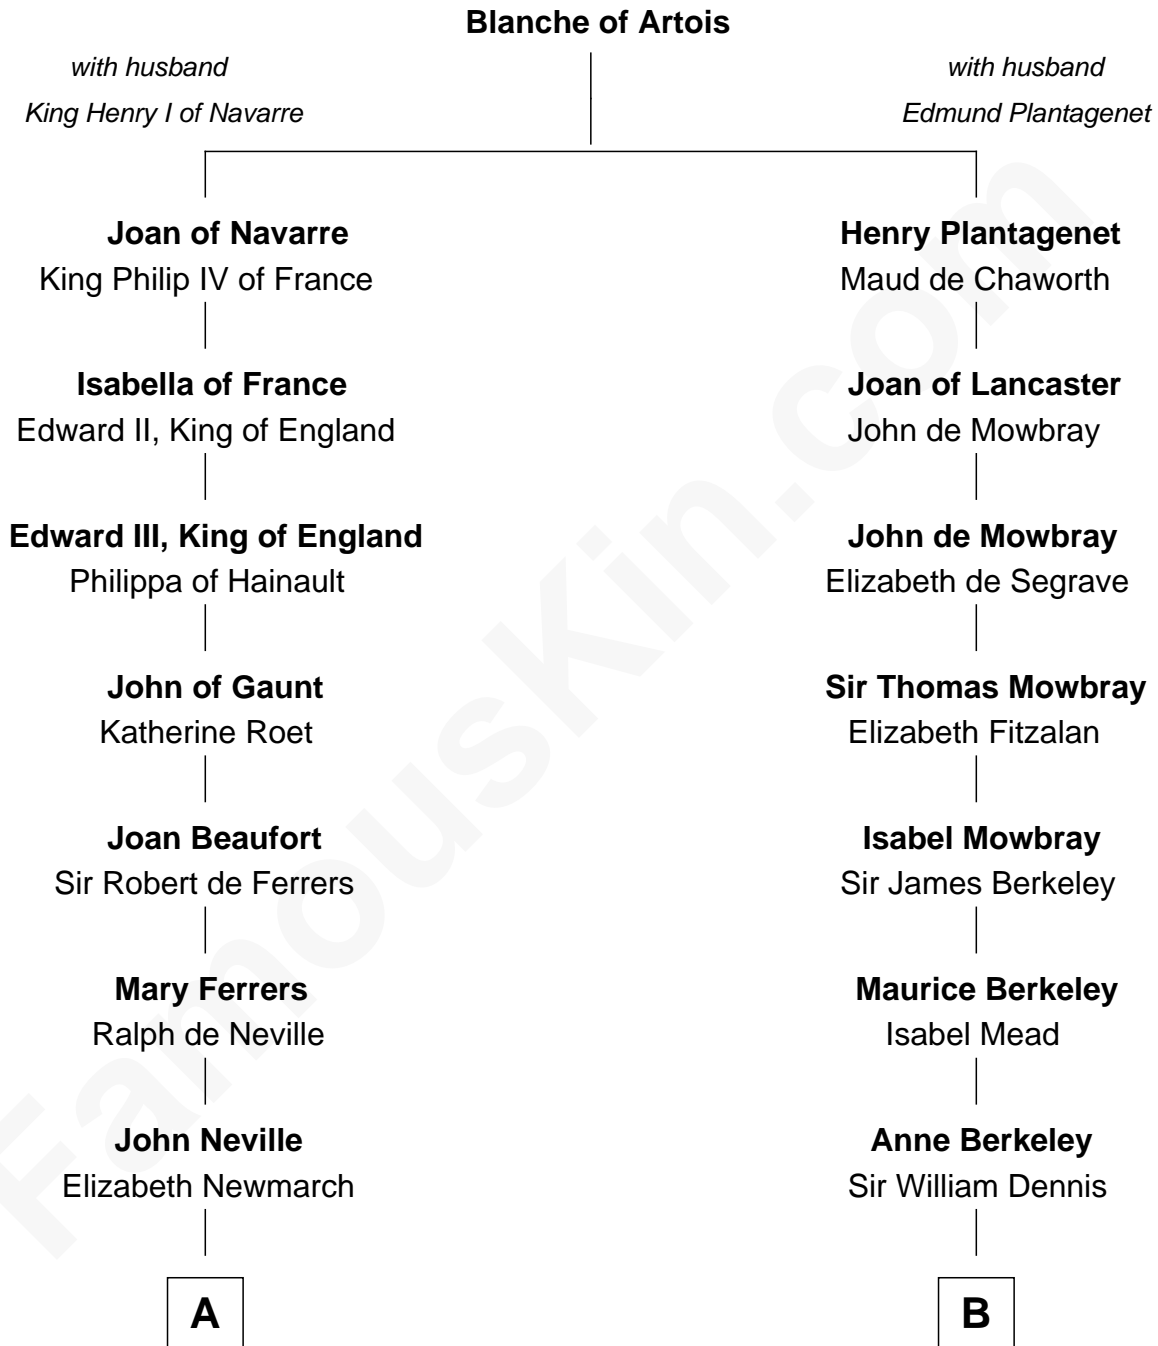 Blanche of Artois
with husband
King Henry I of Navarre
with husband
Edmund Plantagenet
Joan of Navarre
King Philip IV of France
Henry Plantagenet
Maud de Chaworth
Isabella of France
Edward II, King of England
Joan of Lancaster
John de Mowbray
Edward III, King of England
Philippa of Hainault
John de Mowbray
Elizabeth de Segrave
John of Gaunt
Katherine Roet
Sir Thomas Mowbray
Elizabeth Fitzalan
Joan Beaufort
Sir Robert de Ferrers
Isabel Mowbray
Sir James Berkeley
Mary Ferrers
Ralph de Neville
Maurice Berkeley
Isabel Mead
John Neville
Elizabeth Newmarch
Anne Berkeley
Sir William Dennis
A
B
FamousKin.com